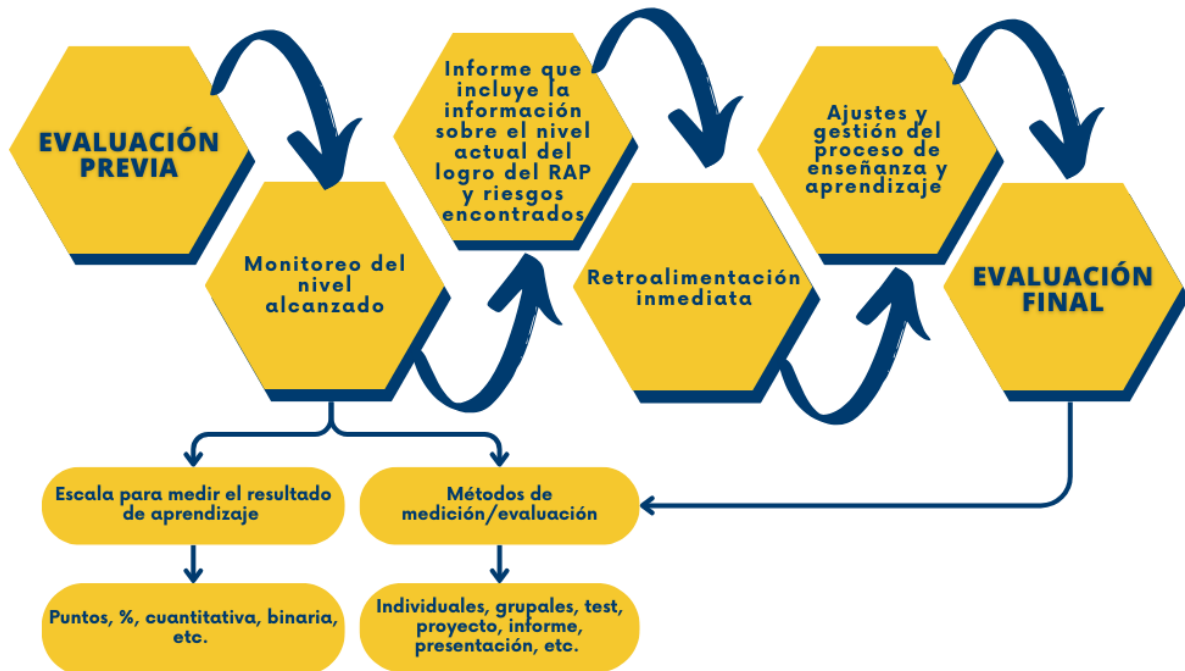 EVALUACIÓN
PREVIA
Monitoreo del
nivel
alcanzado
Informe que
incluye la
información
sobre el nivel
actual del
logro del RAP
y riesgos
encontrados
Retroalimentación
inmediata
Ajustes y
gestión del
proceso de
enseñanza y
aprendizaje
EVALUACIÓN
FINAL
Escala para medir el resultado
de aprendizaje
Métodos de
medición/evaluación
Puntos, %, cuantitativa, binaria,
etc.
Individuales, grupales, test,
proyecto, informe,
presentación, etc.